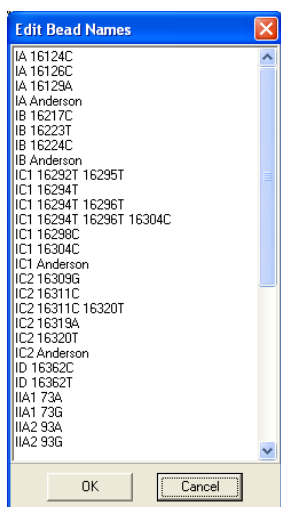 Edit Bead Names
IA 16124C
IA 16126C
IA 16129A
IA Anderson
IB 16217C
IB 16223T
IB 16224C
IB Anderson
IC1 16292T 16295T
IC1 16294T
IC1 16294T 16296T
IC1 16294T 16296T 16304C
IC1 16298C
IC1 16304C
IC1 Anderson
IC2 16309G
IC2 16311C
IC2 16311C 16320T
IC2 16319A
IC2 16320T
IC2 Anderson
ID 16362C
ID 16362T
IIA1 73A
IIA1 73G
IIA2 93A
IIA2 93G
OK
Cancel